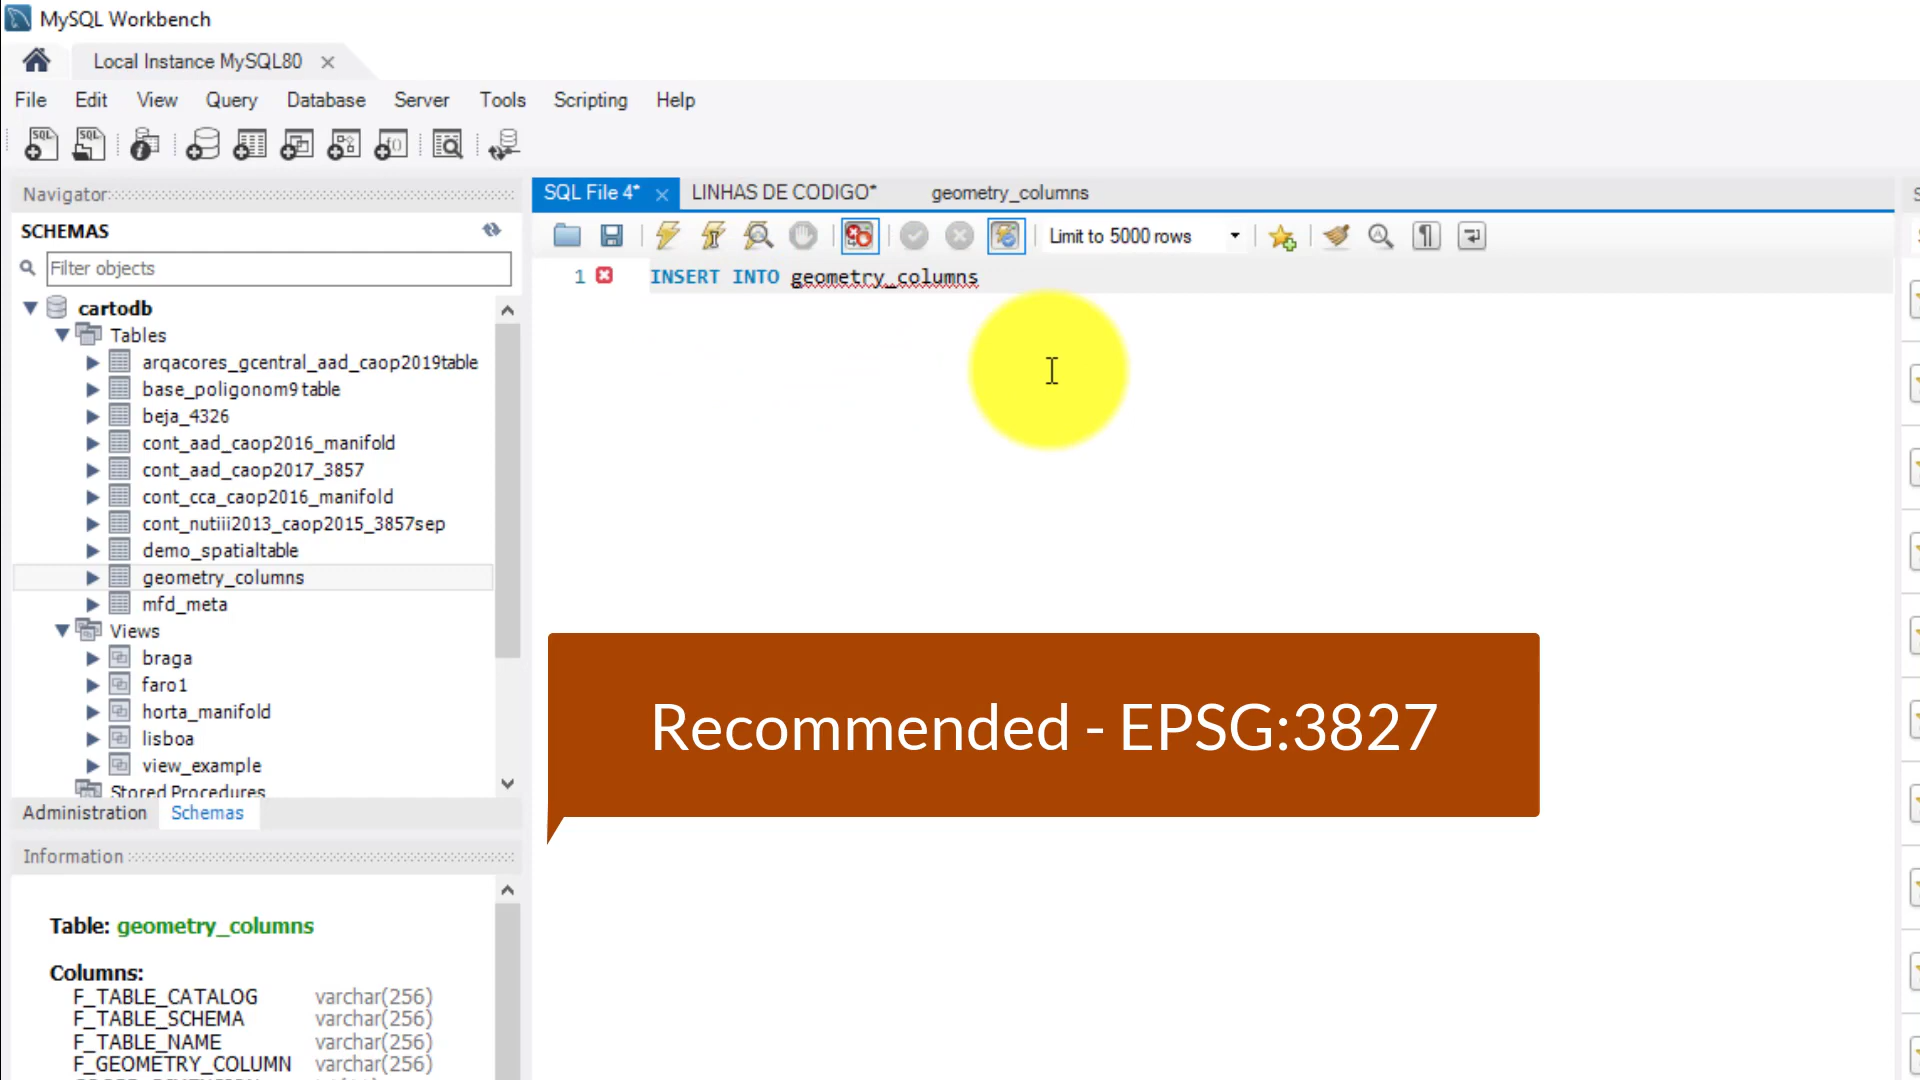 MySQL Workbench
Local Instance MySQL80
File Edit View Query Database Server Tools Scripting Help
Navigator
SCHEMAS
Filter objects
cartodb
Tables
arqacores_gcentral_aad_caop2019table
base_poligonom9 table
beja_4326
cont_aad_caop2016_manifold
cont_aad_caop2017_3857
cont_cca_caop2016_manifold
cont_nutiii2013_caop2015_3857sep
demo_spatialtable
geometry_columns
mfd_meta
Views
braga
faro1
horta_manifold
lisboa
view_example
Stored Procedures
Administration Schemas
Information
Table: geometry_columns
Columns:
F_TABLE_CATALOG varchar(256)
F_TABLE_SCHEMA varchar(256)
F_TABLE_NAME varchar(256)
F_GEOMETRY_COLUMN varchar(256)
SQL File 4* LINHAS DE CODIGO* geometry_columns
Limit to 5000 rows
1 INSERT INTO geometry_columns
Recommended - EPSG:3827